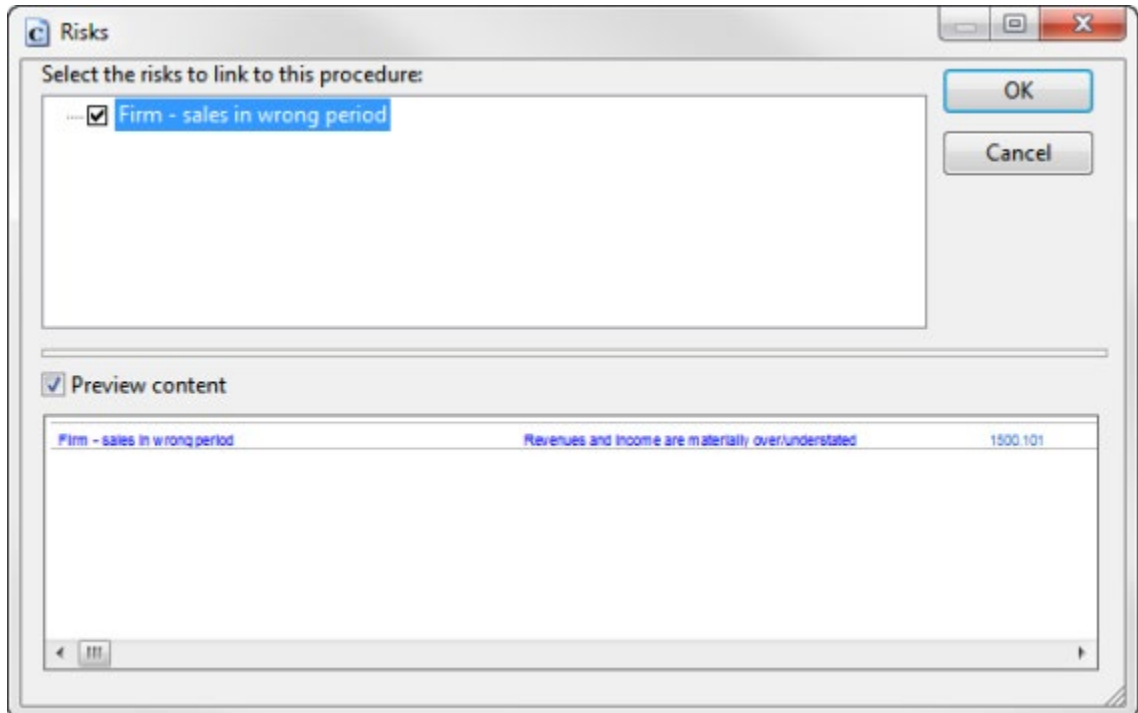 Risks
Select the risks to link to this procedure:
OK
Firm - sales in wrong period
Cancel
Preview content
Firm - sales in wrong period Revenues and Income are materially over/understated 1500.101